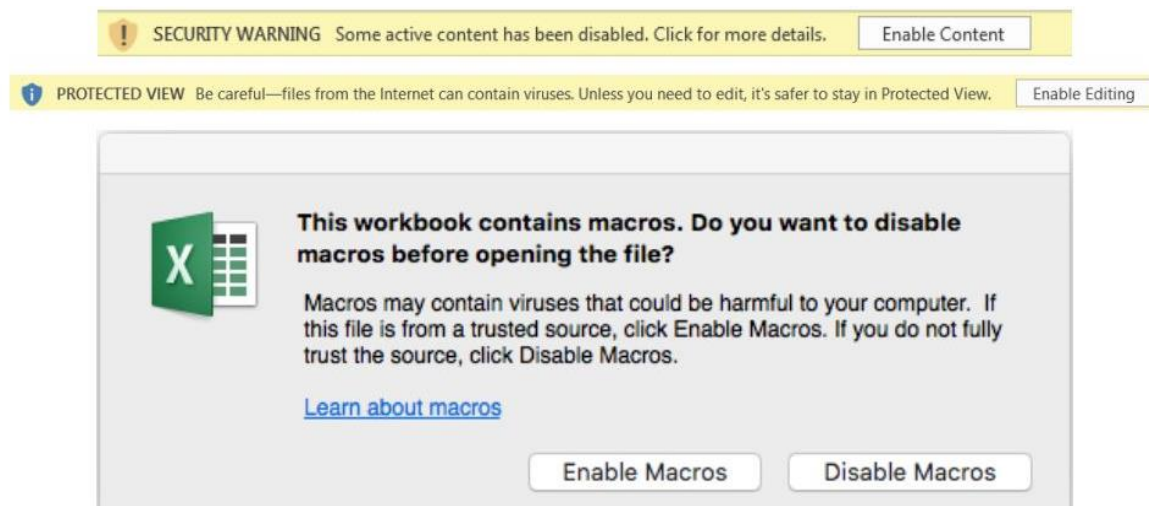 SECURITY WARNING Some active content has been disabled. Click for more details. Enable Content
PROTECTED VIEW Be careful—files from the Internet can contain viruses. Unless you need to edit, it's safer to stay in Protected View. Enable Editing
This workbook contains macros. Do you want to disable
macros before opening the file?
Macros may contain viruses that could be harmful to your computer. If
this file is from a trusted source, click Enable Macros. If you do not fully
trust the source, click Disable Macros.
Learn about macros
Enable Macros Disable Macros